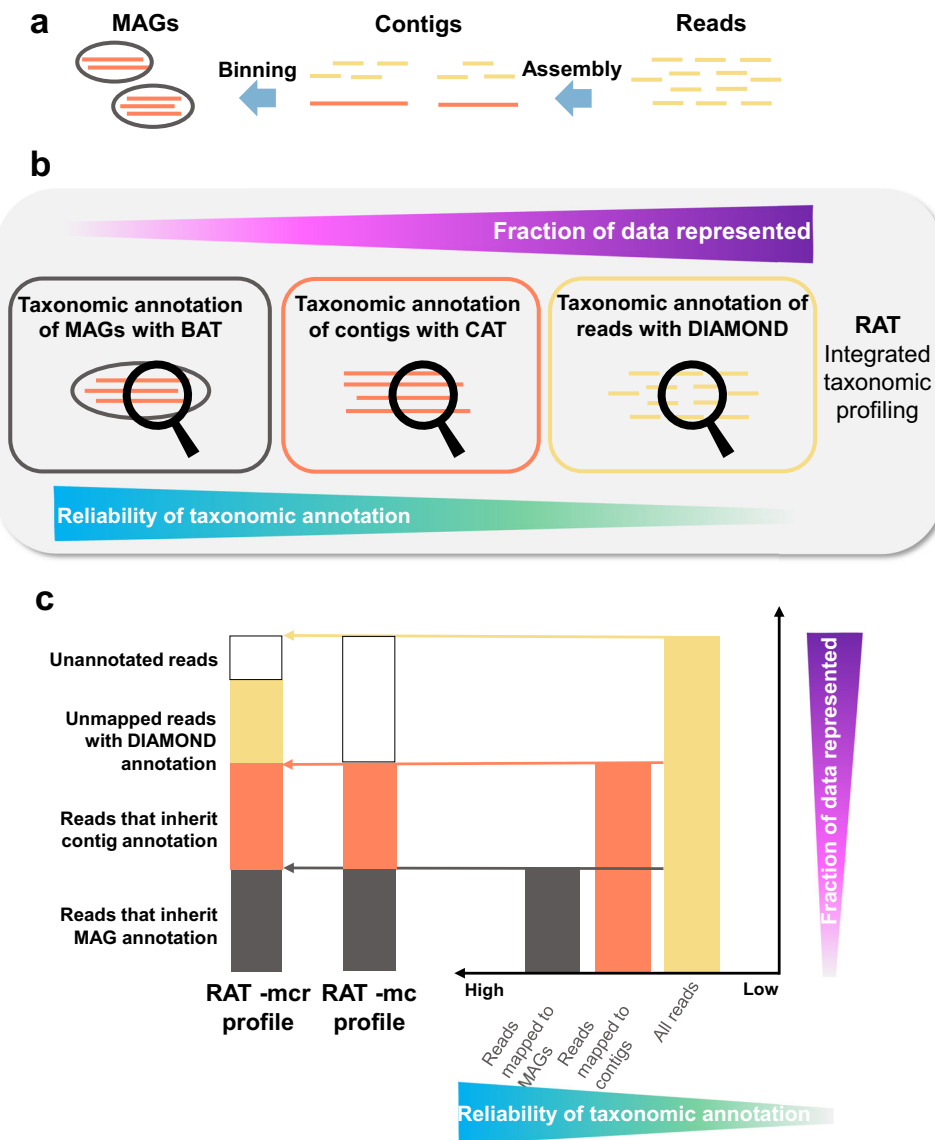 a
MAGs
Contigs
Reads
Binning
Assembly
b
Fraction of data represented
Taxonomic annotation
of MAGs with BAT
Taxonomic annotation
of contigs with CAT
Taxonomic annotation of
reads with DIAMOND
RAT
Integrated
taxonomic
profiling
Reliability of taxonomic annotation
c
Unannotated reads
Unmapped reads
with DIAMOND
annotation
Reads that inherit
contig annotation
Reads that inherit
MAG annotation
RAT -mcr
profile
RAT -mc
profile
High
Low
Reads
mapped to
MAGs
Reads
mapped to
contigs
All reads
Fraction of data represented
Reliability of taxonomic annotation